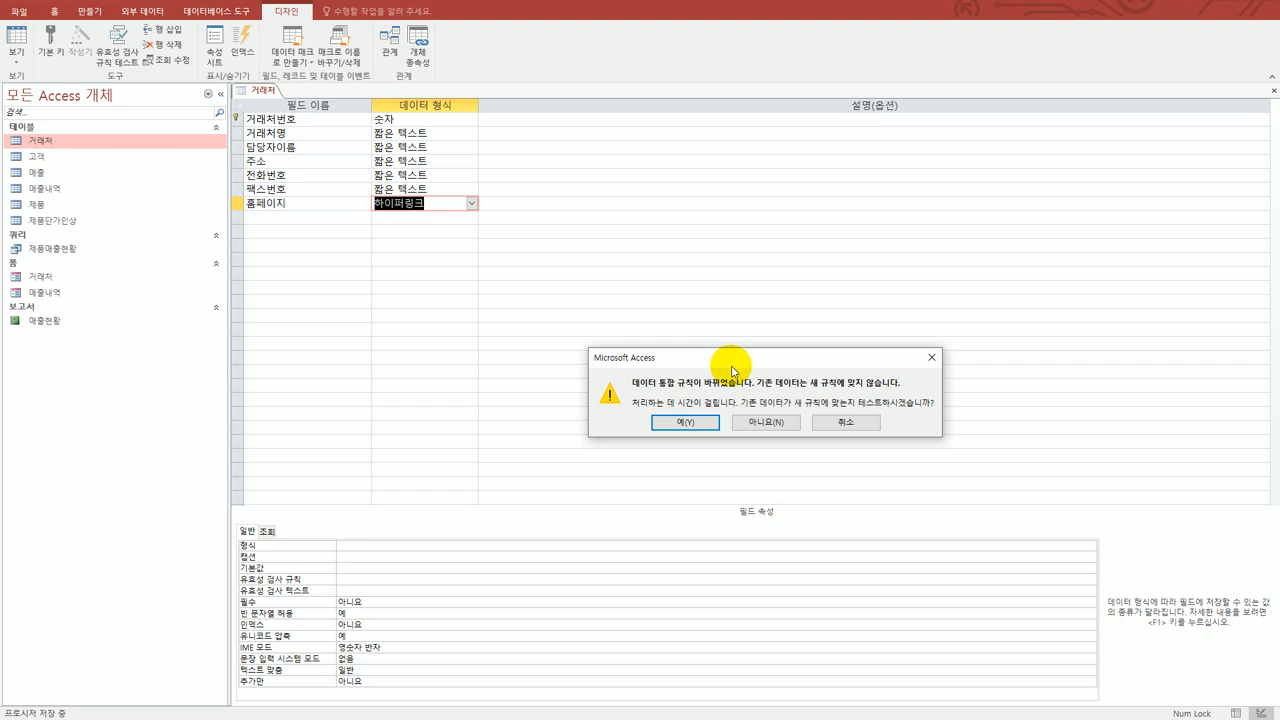 파일 홈 만들기 외부 데이터 데이터베이스 도구 디자인 수행할 작업을 알려 주세요.
보기
기본 키
작성기
유효성 검사
규칙 테스트
행 삽입
행 삭제
조회 수정
속성
시트
인덱스
데이터 매크
로 만들기
매크로 이름
바꾸기/삭제
관계
개체
종속성
보기
도구
표시/숨기기
필드, 레코드 및 테이블 이벤트
관계
모든 Access 개체
검색...
테이블
거래처
고객
매출
매출내역
제품
제품단가인상
쿼리
제품매출현황
폼
거래처
매출내역
보고서
매출현황
거래처
필드 이름 데이터 형식 설명(옵션)
거래처번호 숫자
거래처명 짧은 텍스트
담당자이름 짧은 텍스트
주소 짧은 텍스트
전화번호 짧은 텍스트
팩스번호 짧은 텍스트
홈페이지 하이퍼링크
Microsoft Access
데이터 통합 규칙이 바뀌었습니다. 기존 데이터는 새 규칙에 맞지 않습니다.
처리하는 데 시간이 걸립니다. 기존 데이터가 새 규칙에 맞는지 테스트하시겠습니까?
예(Y) 아니요(N) 취소
필드 속성
일반 조회
형식
캡션
기본값
유효성 검사 규칙
유효성 검사 텍스트
필수 아니요
빈 문자열 허용 예
인덱스 아니요
유니코드 압축 예
IME 모드 영숫자 반자
문장 입력 시스템 모드 없음
텍스트 맞춤 일반
추가만 아니요
데이터 형식에 따라 필드에 저장할 수 있는 값
의 종류가 달라집니다. 자세한 내용을 보려면
<F1> 키를 누르십시오.
프로시저 저장 중
Num Lock